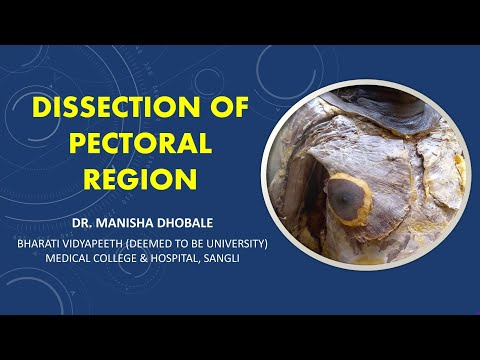 DISSECTION OF
PECTORAL
REGION
DR. MANISHA DHOBALE
BHARATI VIDYAPEETH (DEEMED TO BE UNIVERSITY)
MEDICAL COLLEGE & HOSPITAL, SANGLI